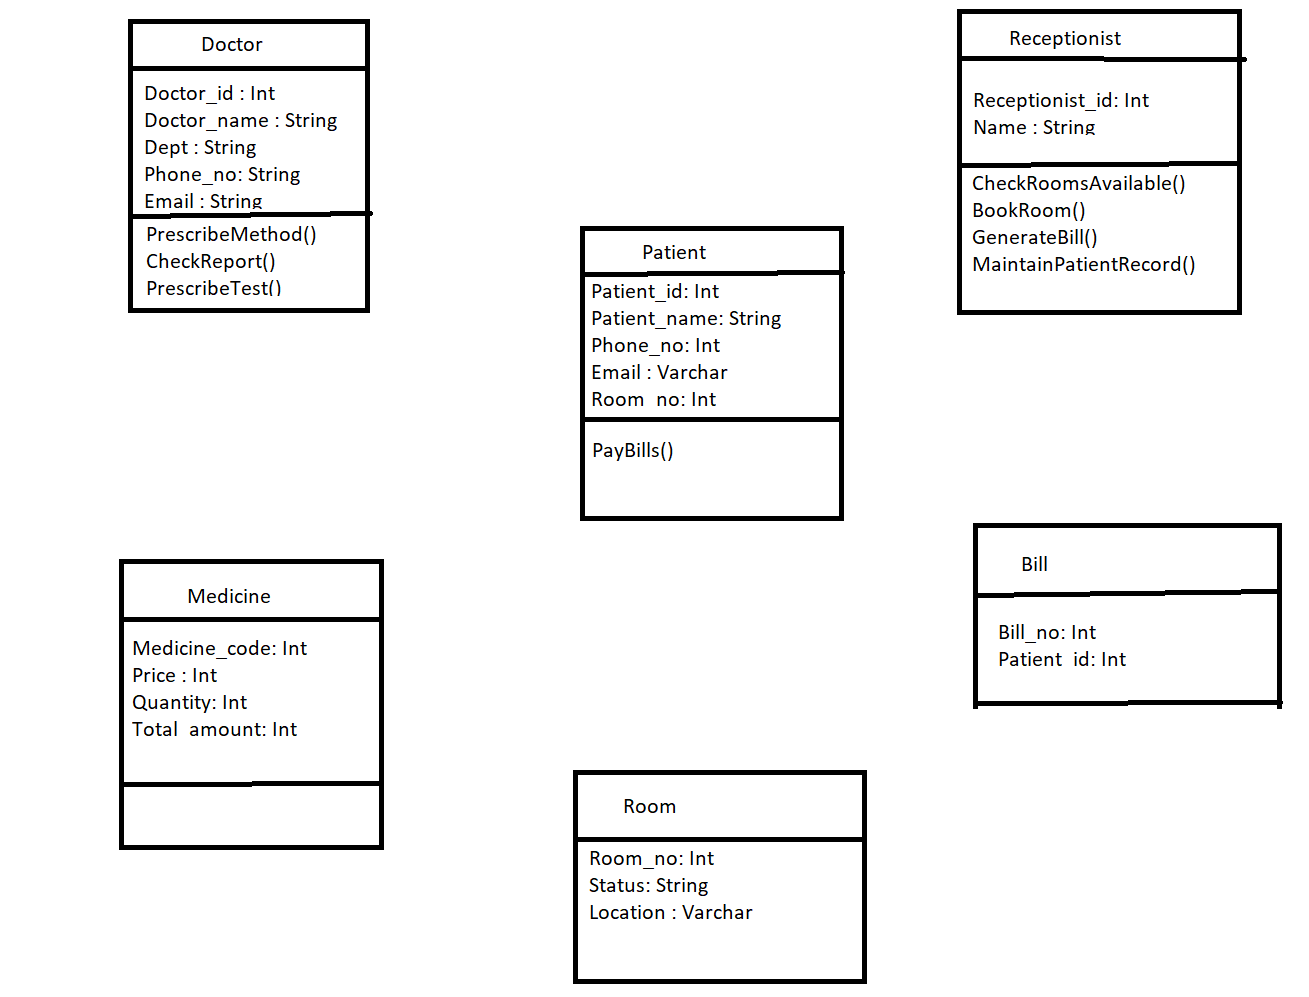 Doctor
Doctor_id : Int
Doctor_name : String
Dept : String
Phone_no: String
Email : String
PrescribeMethod()
CheckReport()
PrescribeTest()
Receptionist
Receptionist_id: Int
Name : String
CheckRoomsAvailable()
BookRoom()
GenerateBill()
MaintainPatientRecord()
Patient
Patient_id: Int
Patient_name: String
Phone_no: Int
Email : Varchar
Room no: Int
PayBills()
Medicine
Medicine_code: Int
Price : Int
Quantity: Int
Total amount: Int
Bill
Bill_no: Int
Patient id: Int
Room
Room_no: Int
Status: String
Location : Varchar